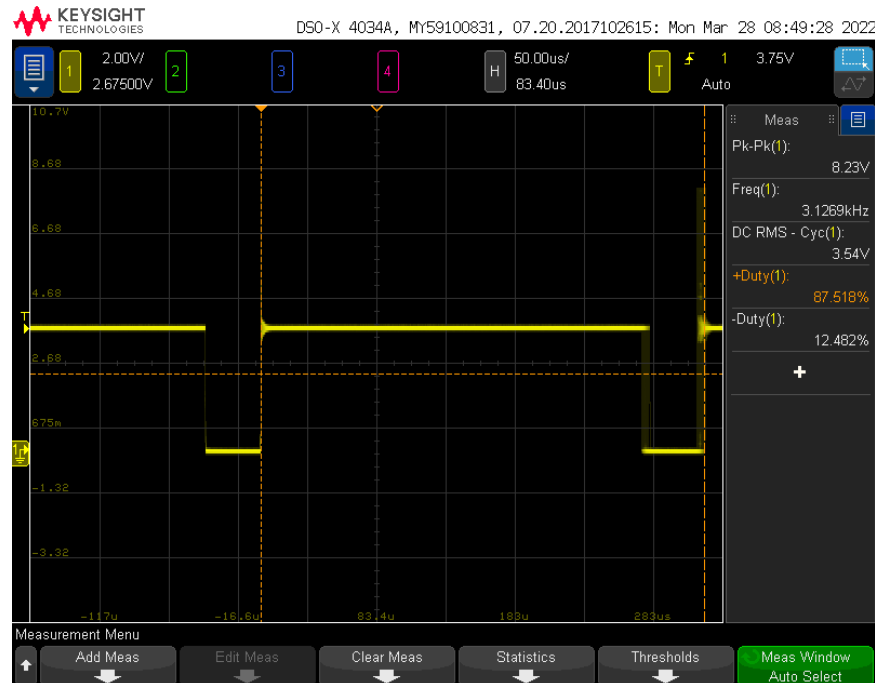 KEYSIGHT
TECHNOLOGIES
DSO-X 4034A, MY59100831, 07.20.2017102615: Mon Mar 28 08:49:28 2022
1
2.00V/
2.67500V
2
3
4
H
50.00us/
83.40us
T
1
3.75V
Auto
10.7V
8.68
6.68
4.68
2.68
675m
-1.32
-3.32
T
1
-117u
-16.6u
83.4u
183u
283us
Meas
Pk-Pk(1):
8.23V
Freq(1):
3.1269kHz
DC RMS - Cyc(1):
3.54V
+Duty(1):
87.518%
-Duty(1):
12.482%
Measurement Menu
Add Meas
Edit Meas
Clear Meas
Statistics
Thresholds
Meas Window
Auto Select